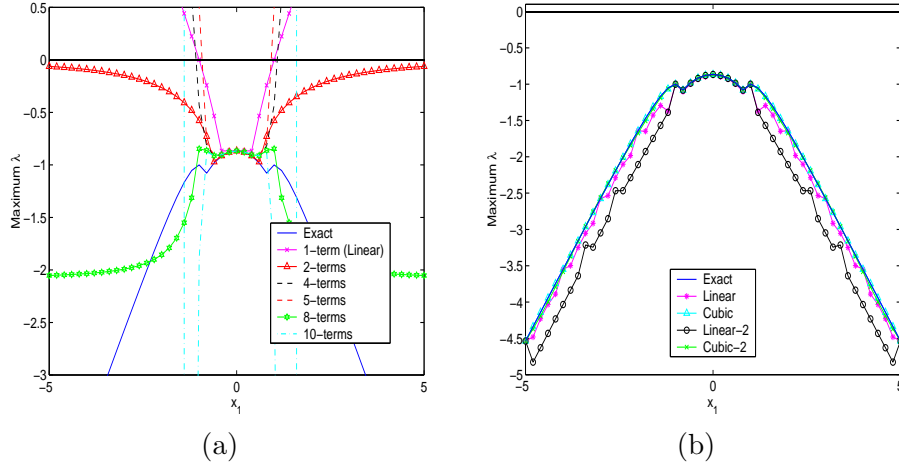 0.5
0
−0.5
−1
−1.5
−2
−2.5
−3
Maximum λ
−5
0
5
x1
Exact
1−term (Linear)
2−terms
4−terms
5−terms
8−terms
10−terms
(a)
0
−0.5
−1
−1.5
−2
−2.5
−3
−3.5
−4
−4.5
−5
Maximum λ
−5
0
5
x1
Exact
Linear
Cubic
Linear−2
Cubic−2
(b)